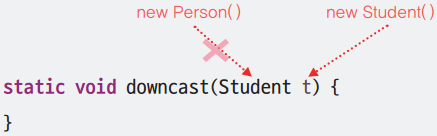 new Person( ) new Student( )
static void downcast(Student t) {
}